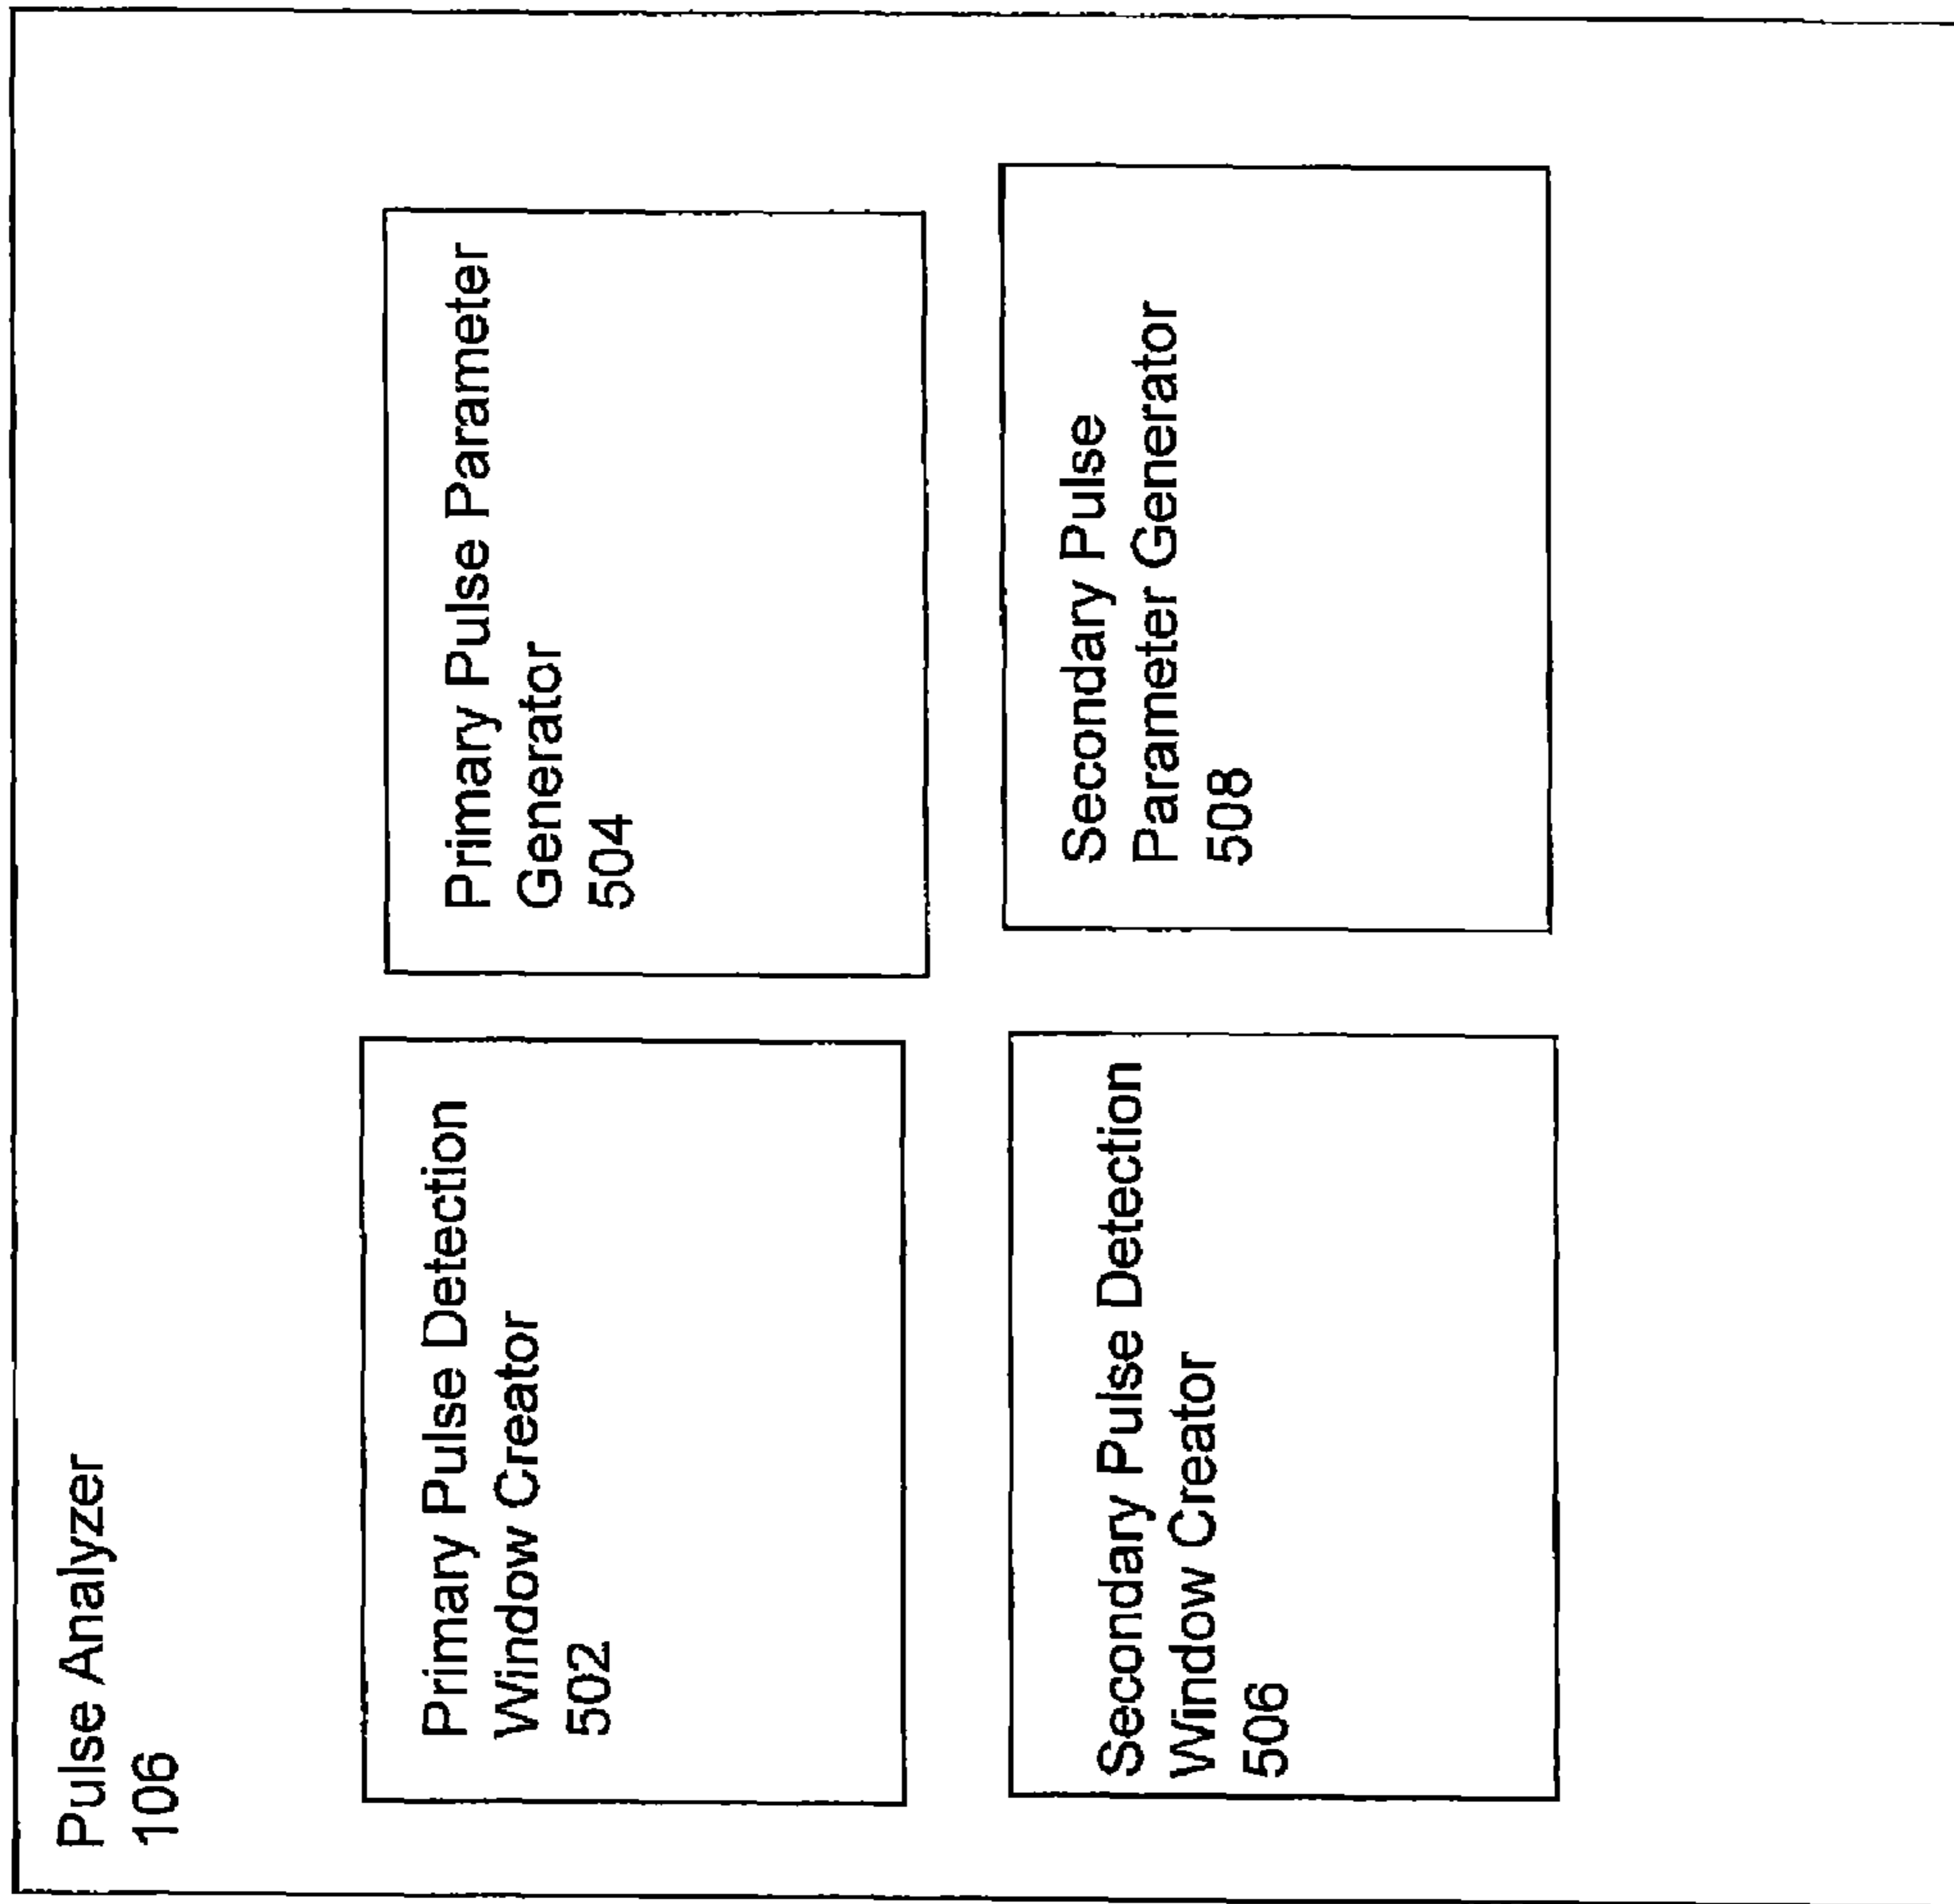 Pulse Analyzer
106
Primary Pulse Detection
Window Creator
502
Primary Pulse Parameter
Generator
504
Secondary Pulse Detection
Window Creator
506
Secondary Pulse
Parameter Generator
508